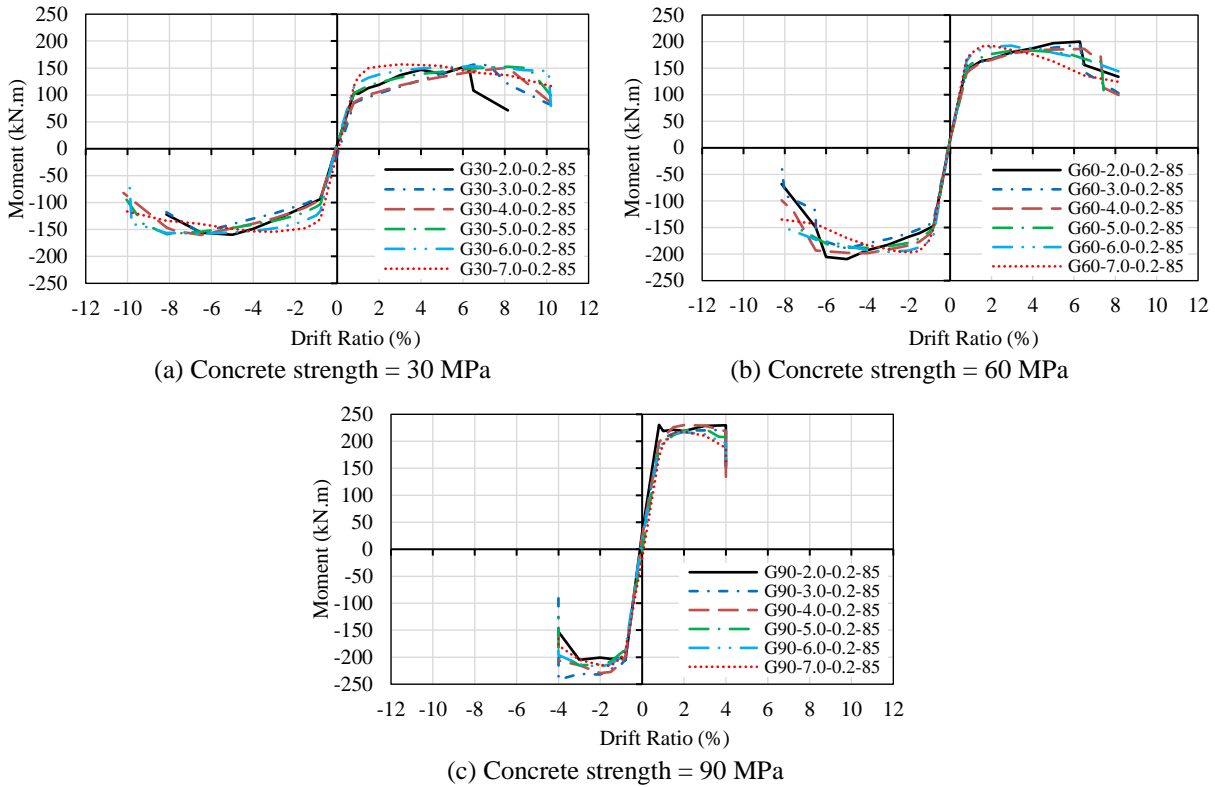 250
200
150
100
50
0
-50
-100
-150
-200
-250
Moment (kN.m)
-12 -10 -8 -6 -4 -2 0 2 4 6 8 10 12
Drift Ratio (%)
G30-2.0-0.2-85
G30-3.0-0.2-85
G30-4.0-0.2-85
G30-5.0-0.2-85
G30-6.0-0.2-85
G30-7.0-0.2-85
(a) Concrete strength = 30 MPa
250
200
150
100
50
0
-50
-100
-150
-200
-250
Moment (kN.m)
-12 -10 -8 -6 -4 -2 0 2 4 6 8 10 12
Drift Ratio (%)
G60-2.0-0.2-85
G60-3.0-0.2-85
G60-4.0-0.2-85
G60-5.0-0.2-85
G60-6.0-0.2-85
G60-7.0-0.2-85
(b) Concrete strength = 60 MPa
250
200
150
100
50
0
-50
-100
-150
-200
-250
Moment (kN.m)
-12 -10 -8 -6 -4 -2 0 2 4 6 8 10 12
Drift Ratio (%)
G90-2.0-0.2-85
G90-3.0-0.2-85
G90-4.0-0.2-85
G90-5.0-0.2-85
G90-6.0-0.2-85
G90-7.0-0.2-85
(c) Concrete strength = 90 MPa